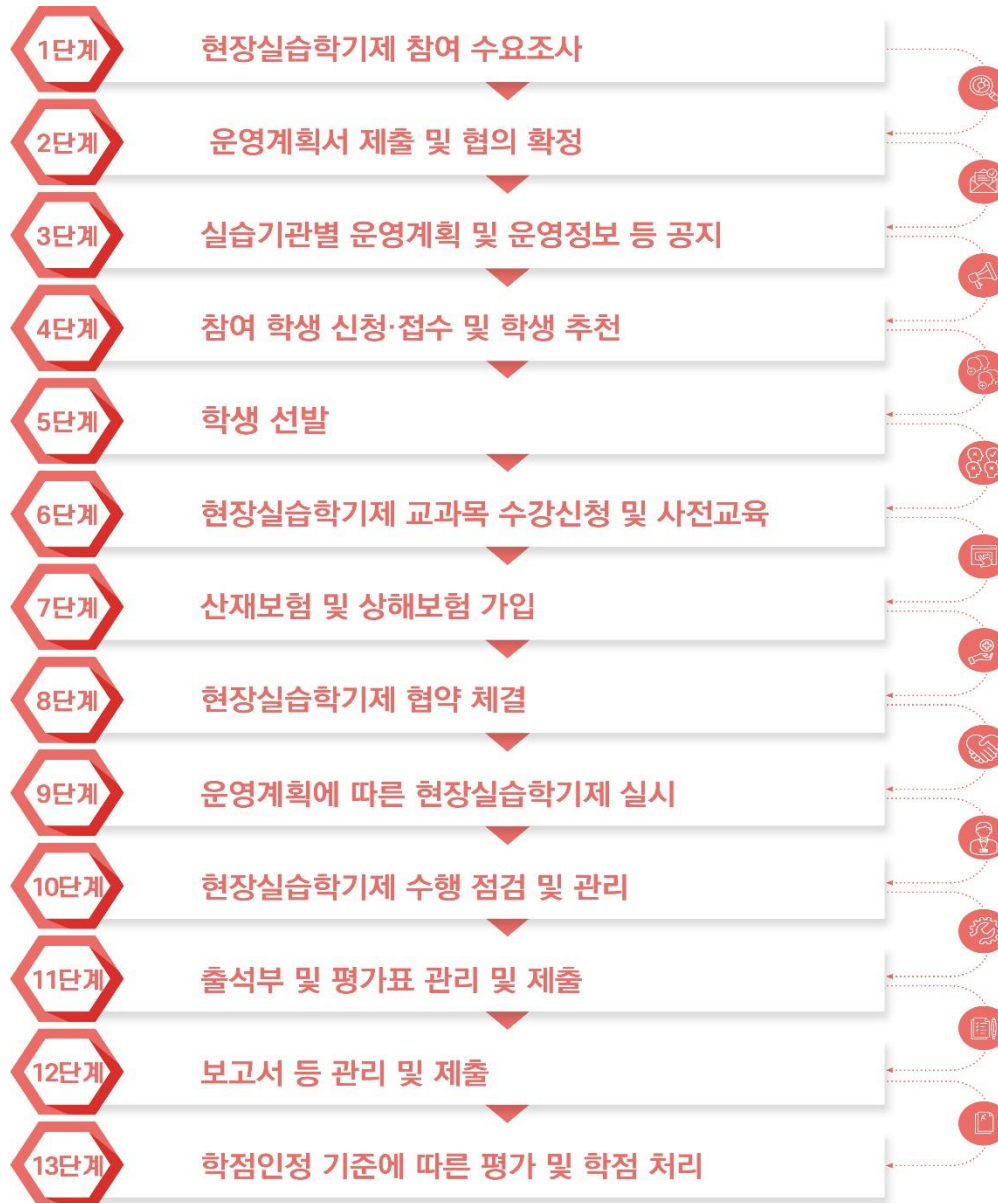 1단계 현장실습학기제 참여 수요조사
2단계 운영계획서 제출 및 협의 확정
3단계 실습기관별 운영계획 및 운영정보 등 공지
4단계 참여 학생 신청·접수 및 학생 추천
5단계 학생 선발
6단계 현장실습학기제 교과목 수강신청 및 사전교육
7단계 산재보험 및 상해보험 가입
8단계 현장실습학기제 협약 체결
9단계 운영계획에 따른 현장실습학기제 실시
10단계 현장실습학기제 수행 점검 및 관리
11단계 출석부 및 평가표 관리 및 제출
12단계 보고서 등 관리 및 제출
13단계 학점인정 기준에 따른 평가 및 학점 처리